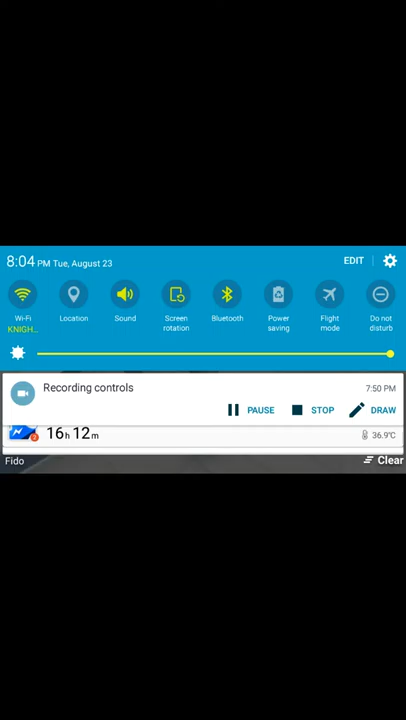 8:04 PM Tue, August 23 EDIT
Wi-Fi
KNIGH...
Location
Sound
Screen
rotation
Bluetooth
Power
saving
Flight
mode
Do not
disturb
Recording controls 7:50 PM
PAUSE STOP DRAW
16h 12m 36.9°C
Fido Clear